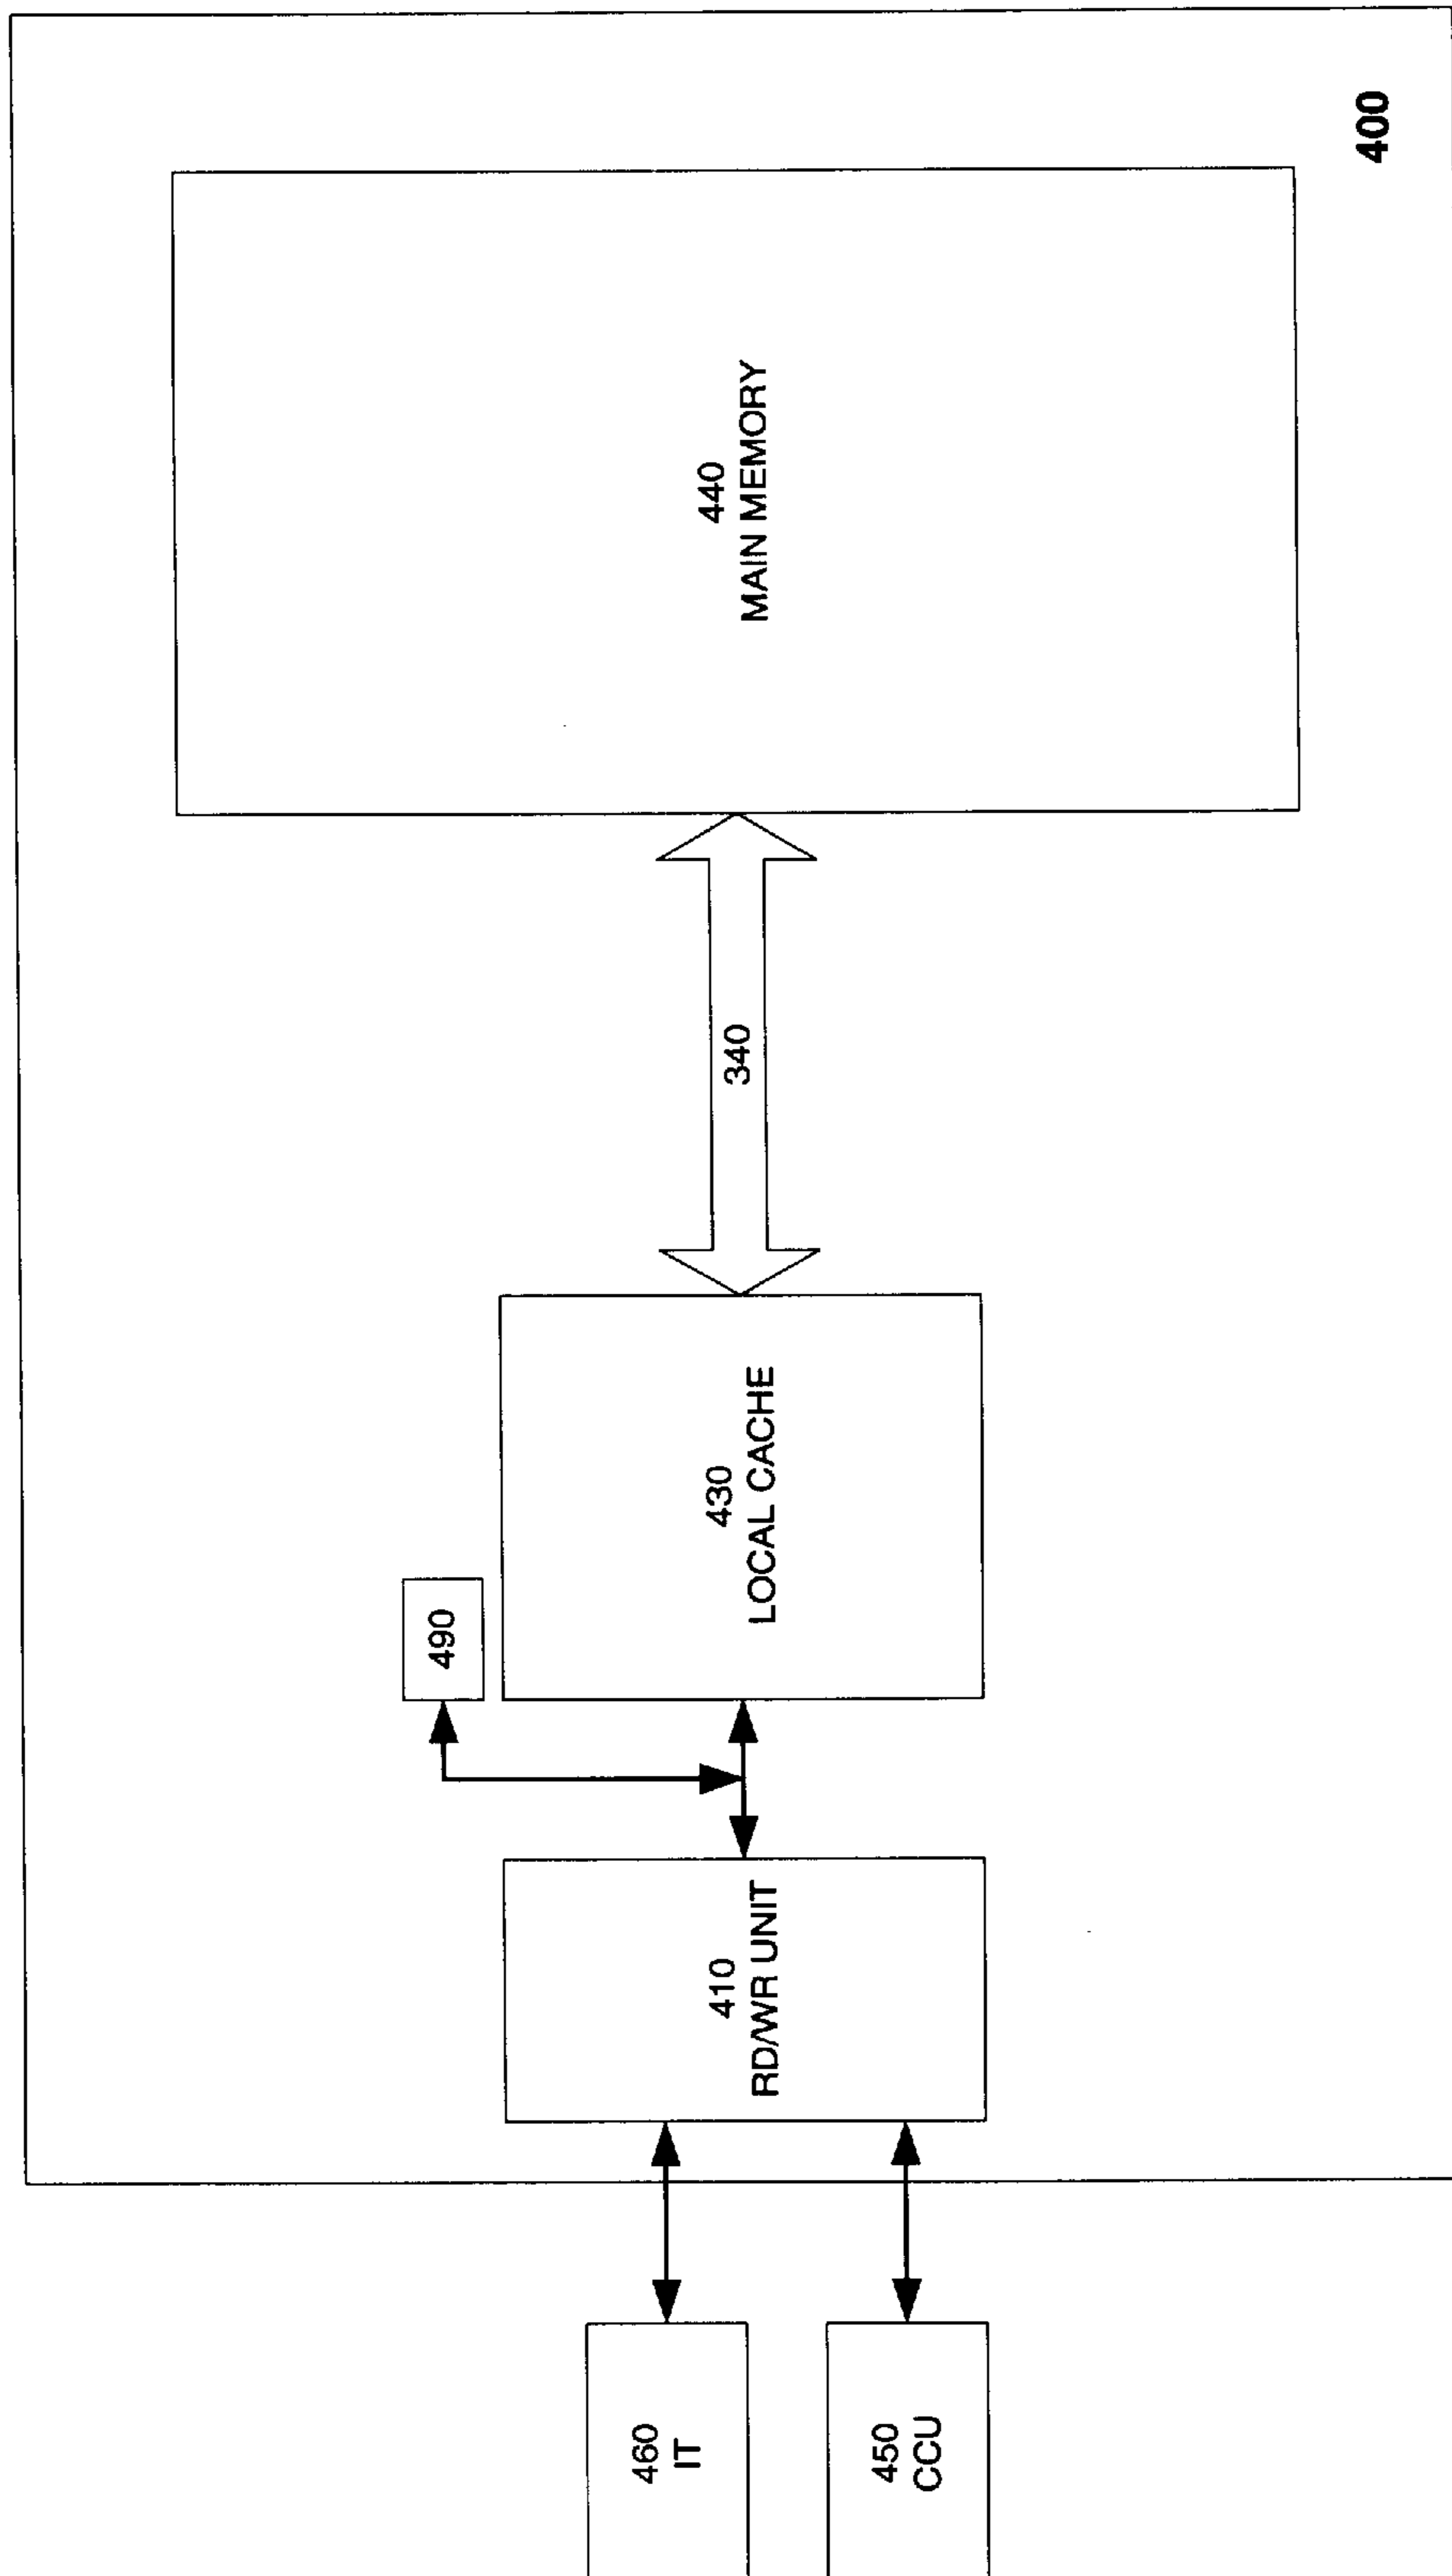 400
440
MAIN MEMORY
340
430
LOCAL CACHE
490
410
RD/WR UNIT
460
IT
450
CCU